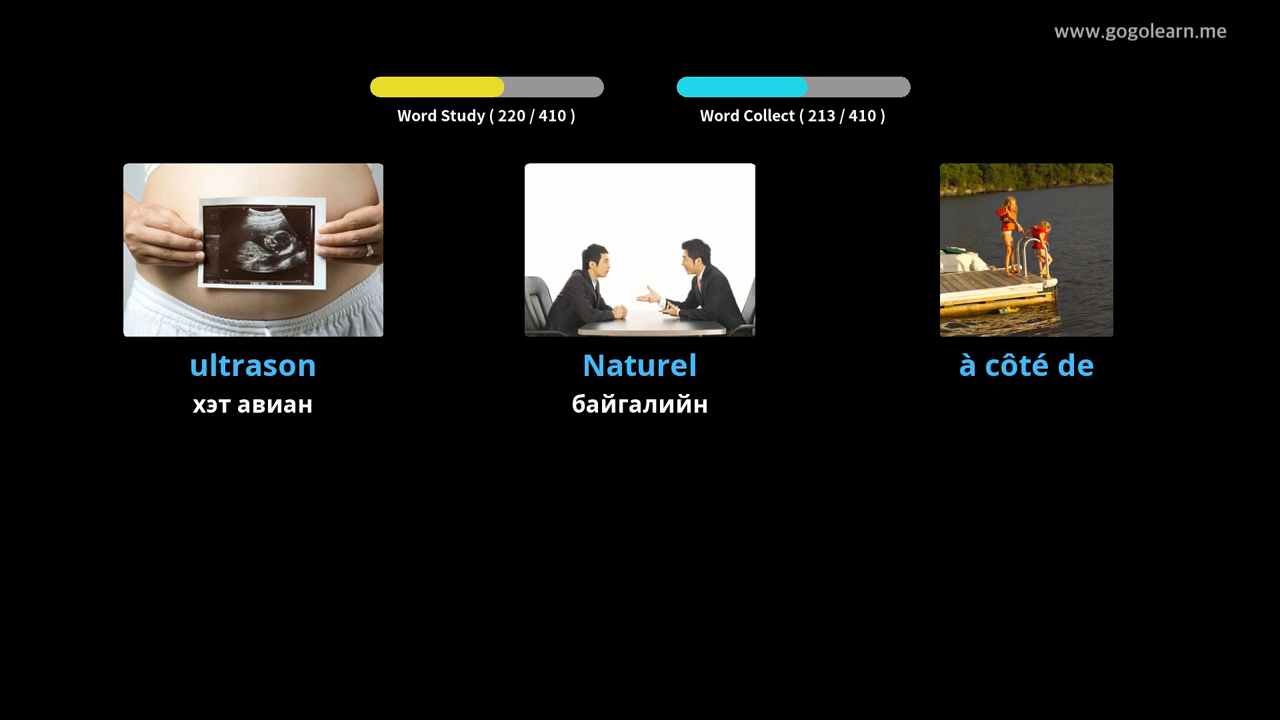 www.gogolearn.me
Word Study ( 220 / 410 )
Word Collect ( 213 / 410 )
ultrason
Naturel
à côté de
хэт авиан
байгалийн